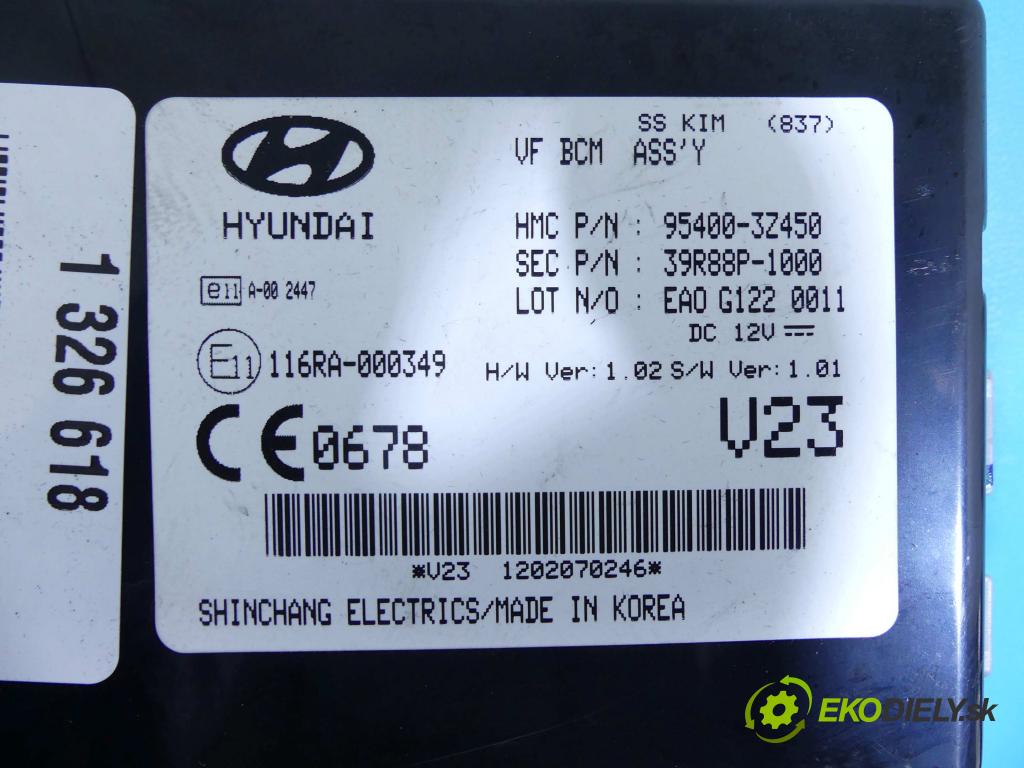 SS KIM (837)
VF BCM ASS'Y
HYUNDAI
HMC P/N : 95400-3Z450
SEC P/N : 39R88P-1000
LOT N/O : EAO G122 0011
DC 12V
e11 A-00 2447
E11 116RA-000349
H/W Ver: 1.02 S/W Ver: 1.01
CE 0678
V23
*V23 1202070246*
SHINCHANG ELECTRICS/MADE IN KOREA
1 326 618
EKODIELY.sk